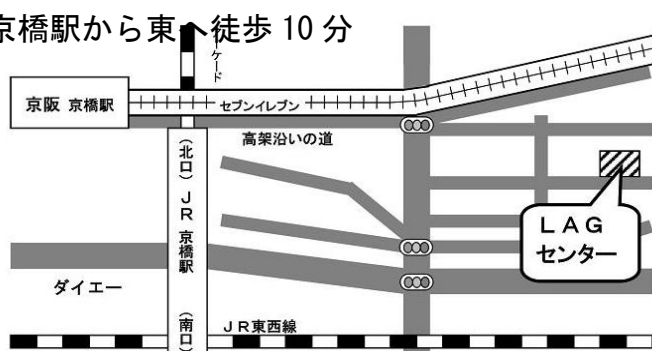 京橋駅から東へ徒歩 10 分
ーケード
京阪 京橋駅
セブンイレブン
高架沿いの道
(北口) JR 京橋駅 (南口)
LAG
センター
ダイエー
JR東西線